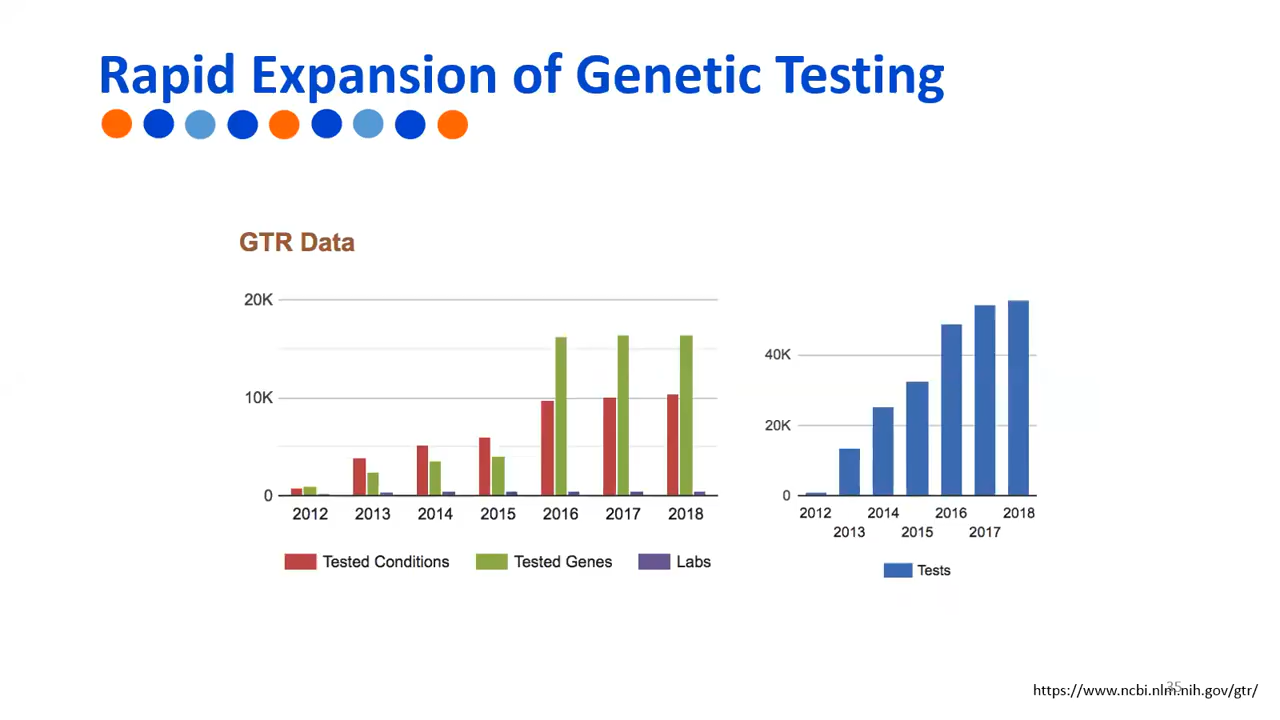 Rapid Expansion of Genetic Testing
GTR Data
20K
10K
0
2012 2013 2014 2015 2016 2017 2018
Tested Conditions Tested Genes Labs
40K
20K
0
2012 2014 2016 2018
2013 2015 2017
Tests
35
https://www.ncbi.nlm.nih.gov/gtr/